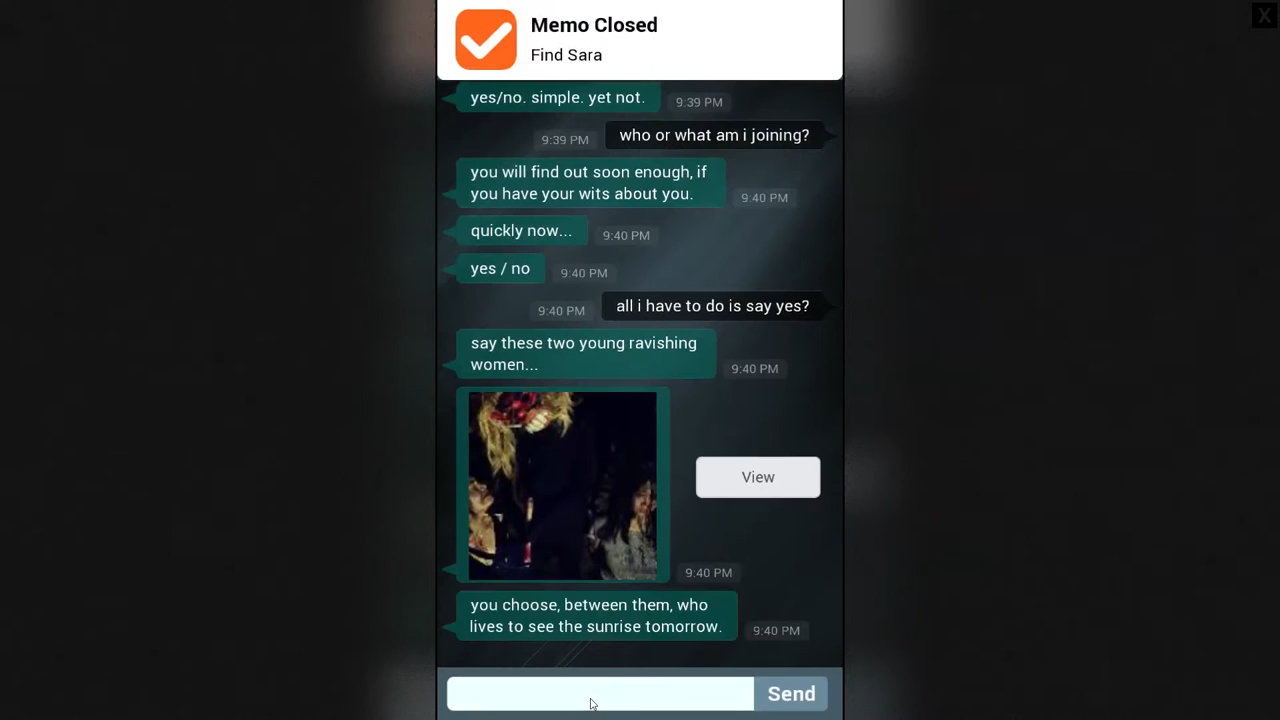 Memo Closed
Find Sara
yes/no. simple. yet not.
9:39 PM
who or what am i joining?
9:39 PM
you will find out soon enough, if
you have your wits about you.
9:40 PM
quickly now...
9:40 PM
yes / no
9:40 PM
all i have to do is say yes?
9:40 PM
say these two young ravishing
women...
9:40 PM
View
9:40 PM
you choose, between them, who
lives to see the sunrise tomorrow.
9:40 PM
Send
X